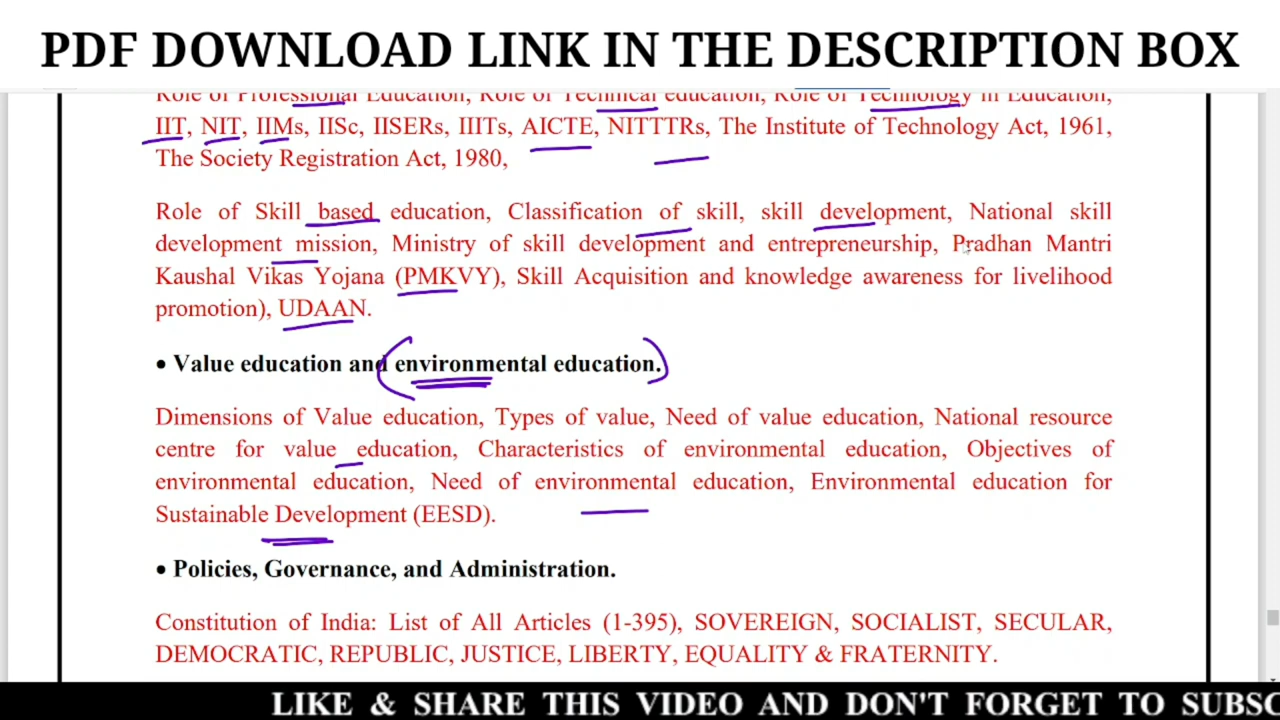 PDF DOWNLOAD LINK IN THE DESCRIPTION BOX
Role of Professional Education, Role of Technical education, Role of Technology in Education,
IIT, NIT, IIMs, IISc, IISERs, IIITs, AICTE, NITTTRs, The Institute of Technology Act, 1961,
The Society Registration Act, 1980,
Role of Skill based education, Classification of skill, skill development, National skill
development mission, Ministry of skill development and entrepreneurship, Pradhan Mantri
Kaushal Vikas Yojana (PMKVY), Skill Acquisition and knowledge awareness for livelihood
promotion), UDAAN.
• Value education and environmental education.
Dimensions of Value education, Types of value, Need of value education, National resource
centre for value education, Characteristics of environmental education, Objectives of
environmental education, Need of environmental education, Environmental education for
Sustainable Development (EESD).
• Policies, Governance, and Administration.
Constitution of India: List of All Articles (1-395), SOVEREIGN, SOCIALIST, SECULAR,
DEMOCRATIC, REPUBLIC, JUSTICE, LIBERTY, EQUALITY & FRATERNITY.
LIKE & SHARE THIS VIDEO AND DON'T FORGET TO SUBSC